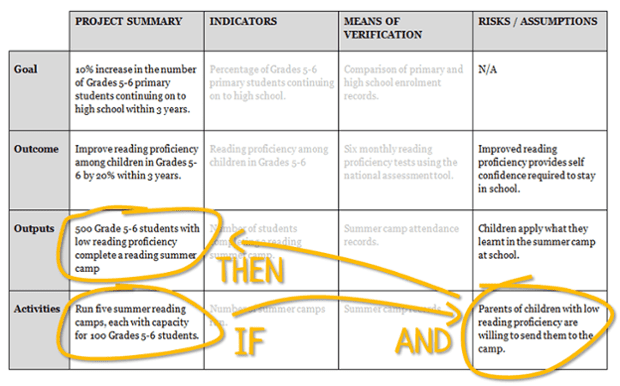 PROJECT SUMMARY
INDICATORS
MEANS OF
VERIFICATION
RISKS / ASSUMPTIONS
Goal
10% increase in the number
of Grades 5-6 primary
students continuing on to
high school within 3 years.
Percentage of Grades 5-6
primary students continuing
on to high school.
Comparison of primary and
high school enrolment
records.
N/A
Outcome
Improve reading proficiency
among children in Grades 5-
6 by 20% within 3 years.
Reading proficiency among
children in Grades 5-6
Six monthly reading
proficiency tests using the
national assessment tool.
Improved reading
proficiency provides self
confidence required to stay
in school.
Outputs
500 Grade 5-6 students with
low reading proficiency
complete a reading summer
camp
Number of students
completing a reading
summer camp.
Summer camp attendance
records.
Children apply what they
learnt in the summer camp
at school.
THEN
Activities
Run five summer reading
camps, each with capacity
for 100 Grades 5-6 students.
Number of summer camps
run.
Summer camp records.
Parents of children with low
reading proficiency are
willing to send them to the
camp.
IF
AND